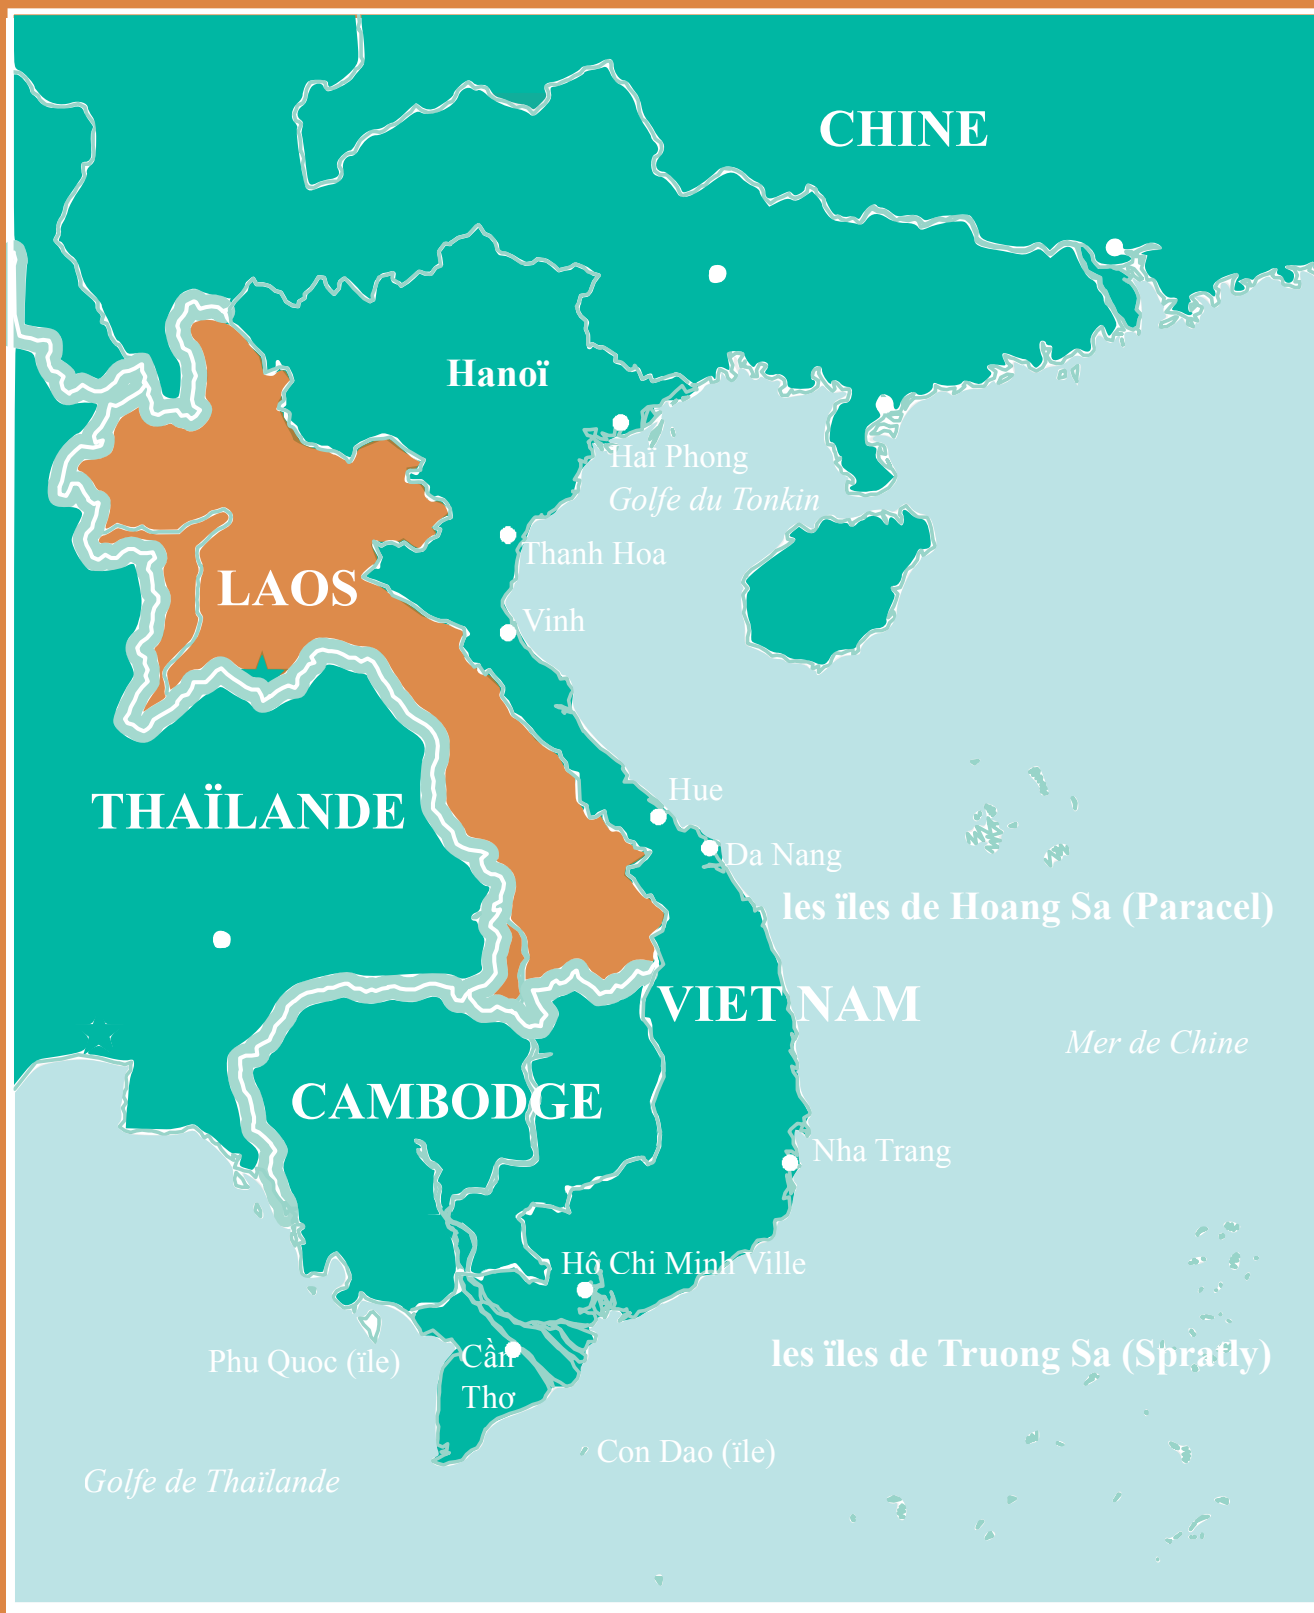 CHINE
Hanoï
Haï Phong
Golfe du Tonkin
Thanh Hoa
LAOS
Vinh
Hue
THAÏLANDE
Da Nang
les ïles de Hoang Sa (Paracel)
VIET NAM
Mer de Chine
CAMBODGE
Nha Trang
Hô Chi Minh Ville
les ïles de Truong Sa (Spratly)
Phu Quoc (ïle)
Cần
Thơ
Con Dao (ïle)
Golfe de Thaïlande